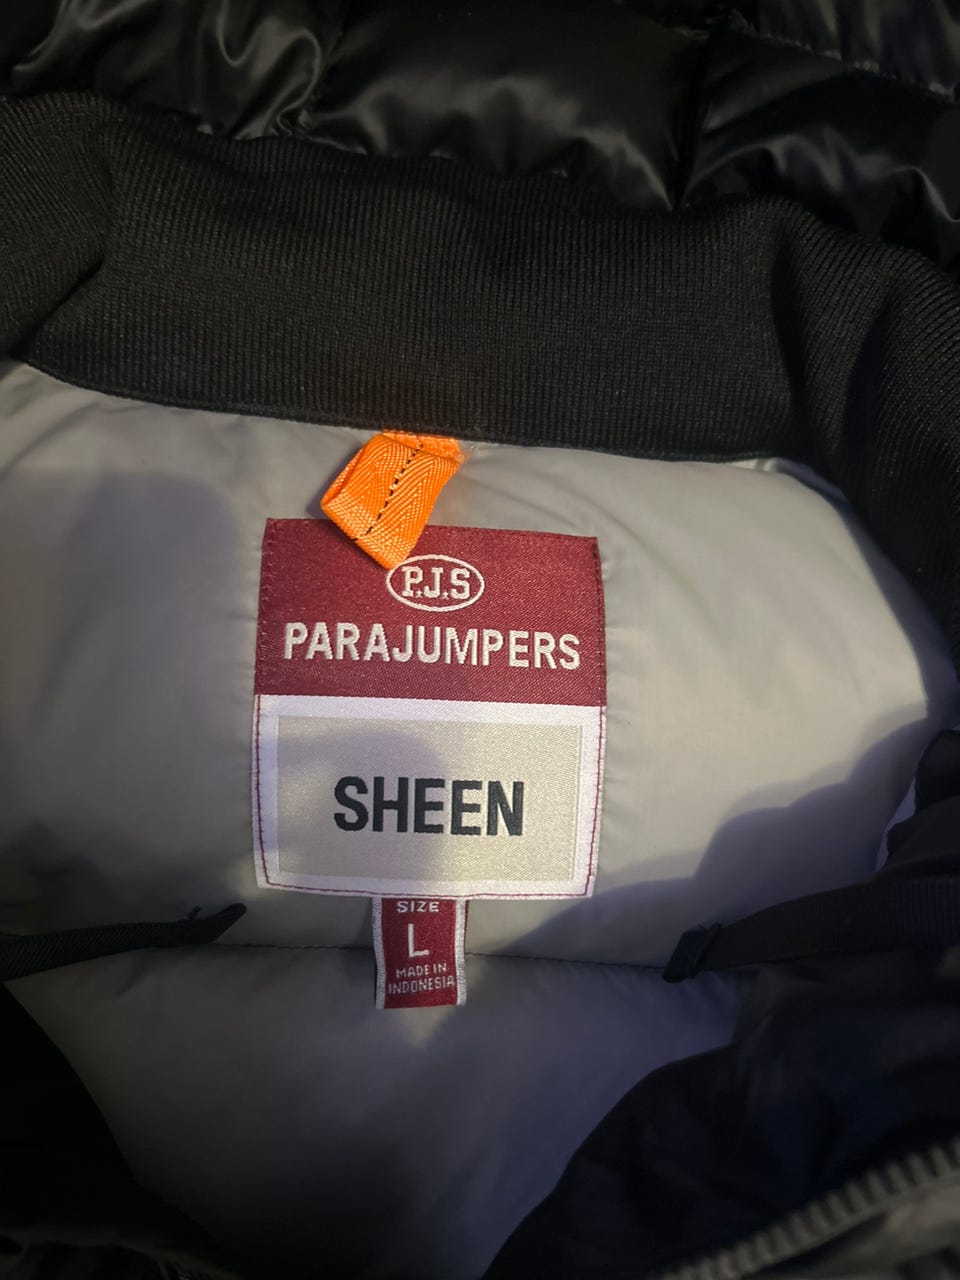 P.J.S
PARAJUMPERS
SHEEN
SIZE
L
MADE IN
INDONESIA